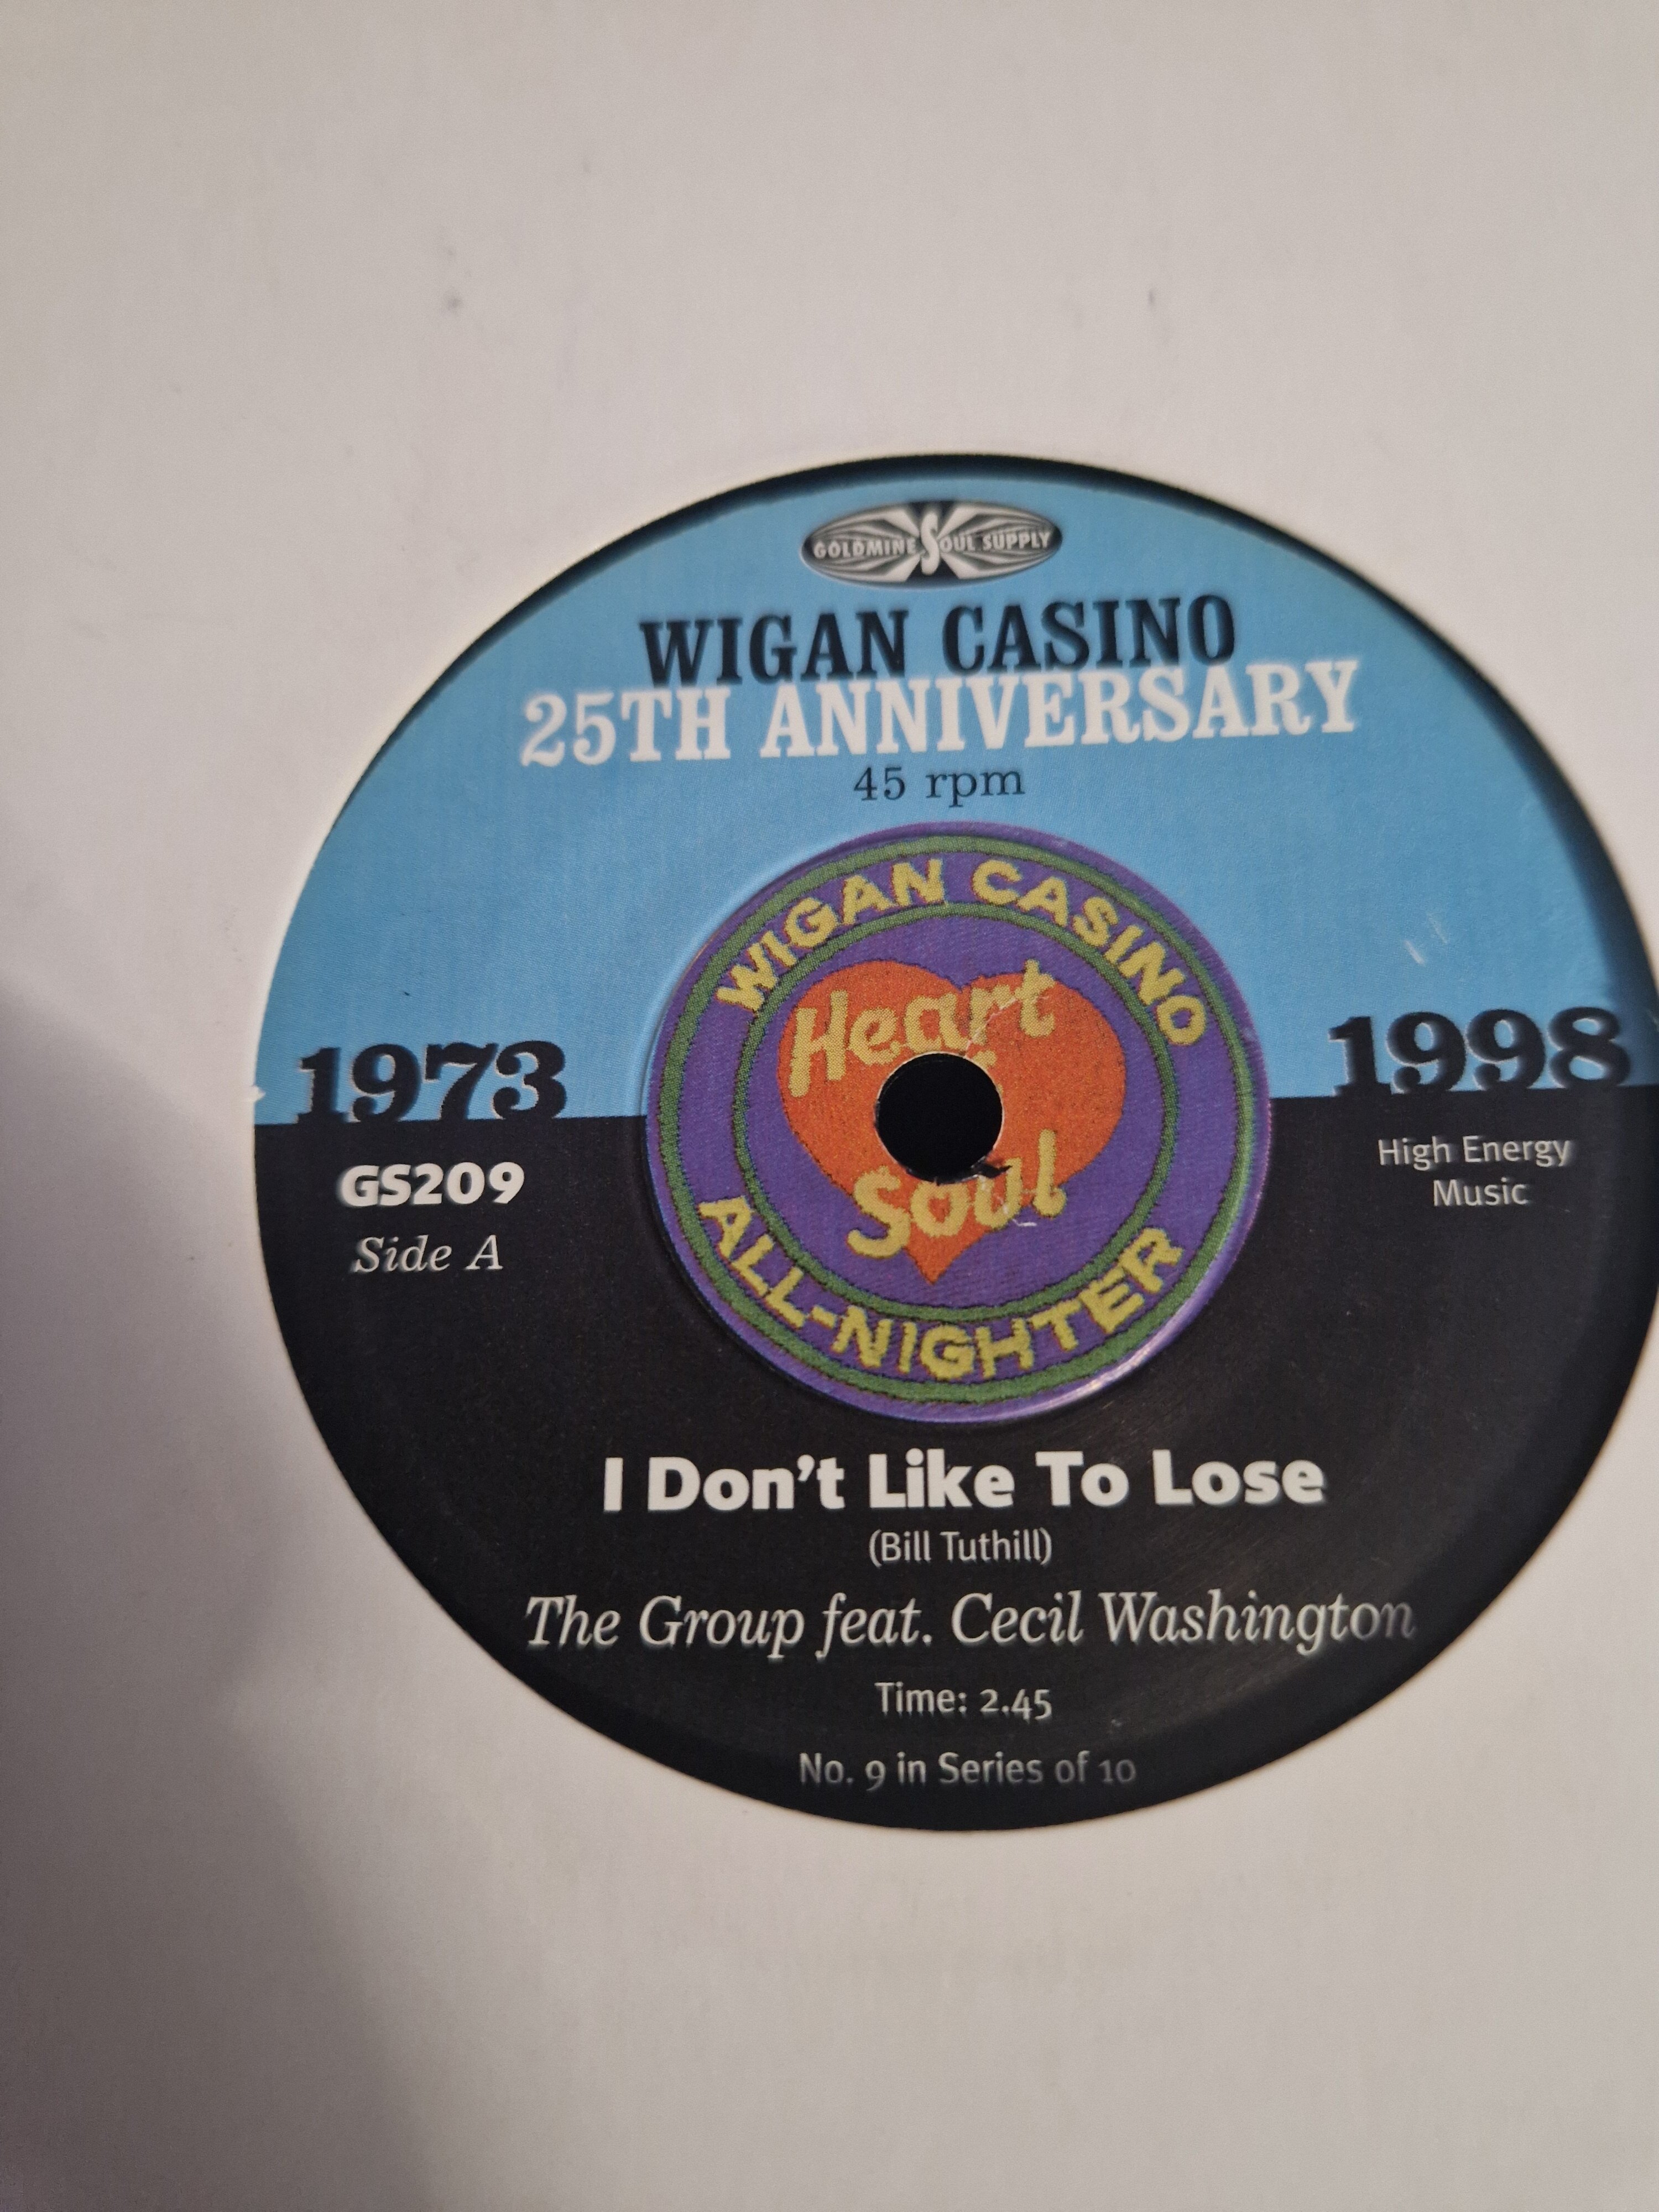 GOLDMINE SOUL SUPPLY
WIGAN CASINO
25TH ANNIVERSARY
45 rpm
WIGAN CASINO
Heart
Soul
ALL-NIGHTER
1973
1998
GS209
Side A
High Energy
Music
I Don't Like To Lose
(Bill Tuthill)
The Group feat. Cecil Washington
Time: 2.45
No. 9 in Series of 10